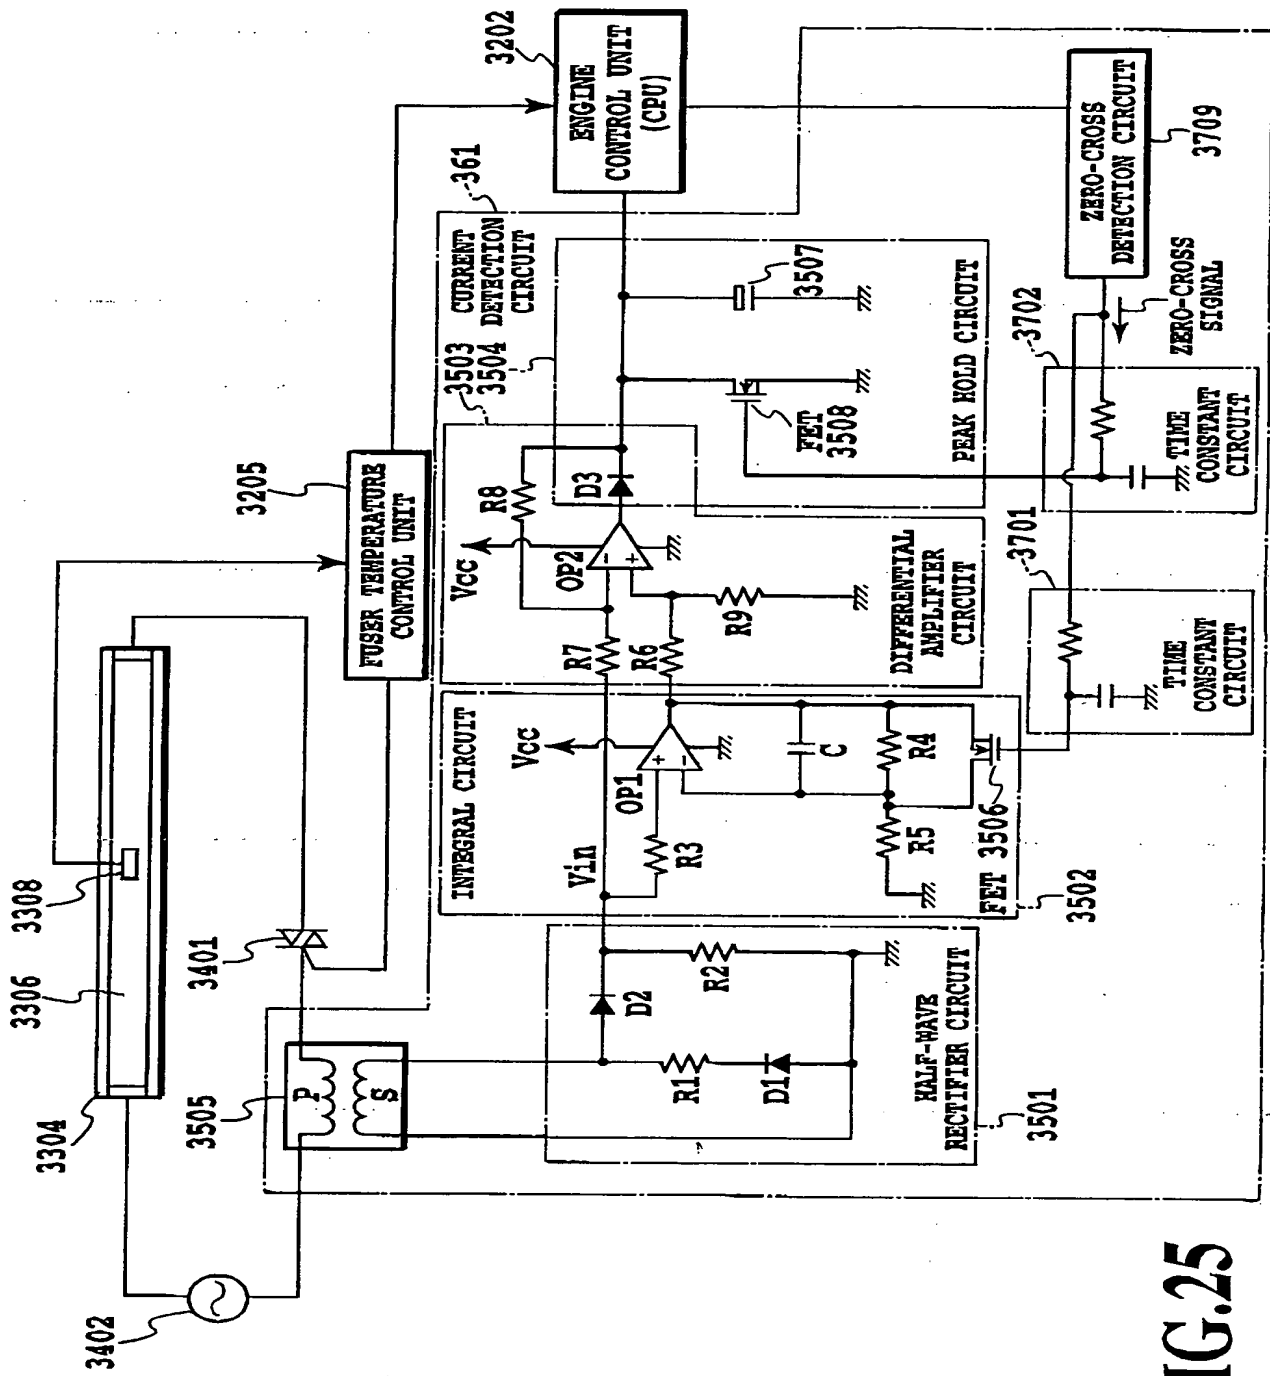 3402
3304
3306
3308
3401
3505
P
S
3205
FUSER TEMPERATURE
CONTROL UNIT
3202
ENGINE
CONTROL UNIT
(CPU)
361
CURRENT
DETECTION
CIRCUIT
3503
3504
3507
FET
3508
D3
PEAK HOLD CIRCUIT
R8
Vcc
OP2
-
+
R7
R6
R9
DIFFERENTIAL
AMPLIFIER
CIRCUIT
INTEGRAL CIRCUIT
Vcc
OP1
+
-
Vin
R3
C
R4
R5
FET 3506
3502
D2
R2
R1
D1
HALF-WAVE
RECTIFIER CIRCUIT
3501
ZERO-CROSS
DETECTION CIRCUIT
3709
ZERO-CROSS
SIGNAL
3702
TIME
CONSTANT
CIRCUIT
3701
TIME
CONSTANT
CIRCUIT
IG.25